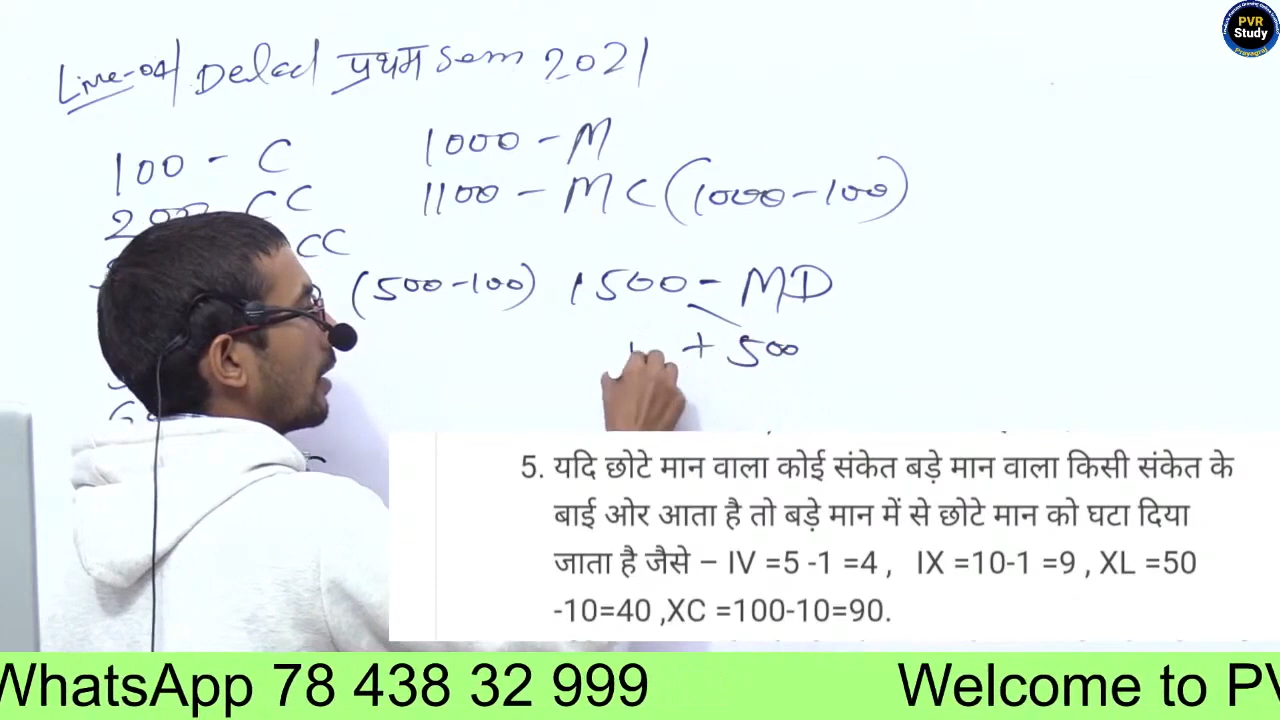 PVR
Study
Prayagraj
Live-04 Deled प्रथम Sem 2021
100 - C
200 - CC
CC
(500-100)
1000 - M
1100 - MC (1000-100)
1500 - MD
+ 500
5. यदि छोटे मान वाला कोई संकेत बड़े मान वाला किसी संकेत के
बाई ओर आता है तो बड़े मान में से छोटे मान को घटा दिया
जाता है जैसे – IV =5 -1 =4 , IX =10-1 =9 , XL =50
-10=40 ,XC =100-10=90.
WhatsApp 78 438 32 999
Welcome to PV